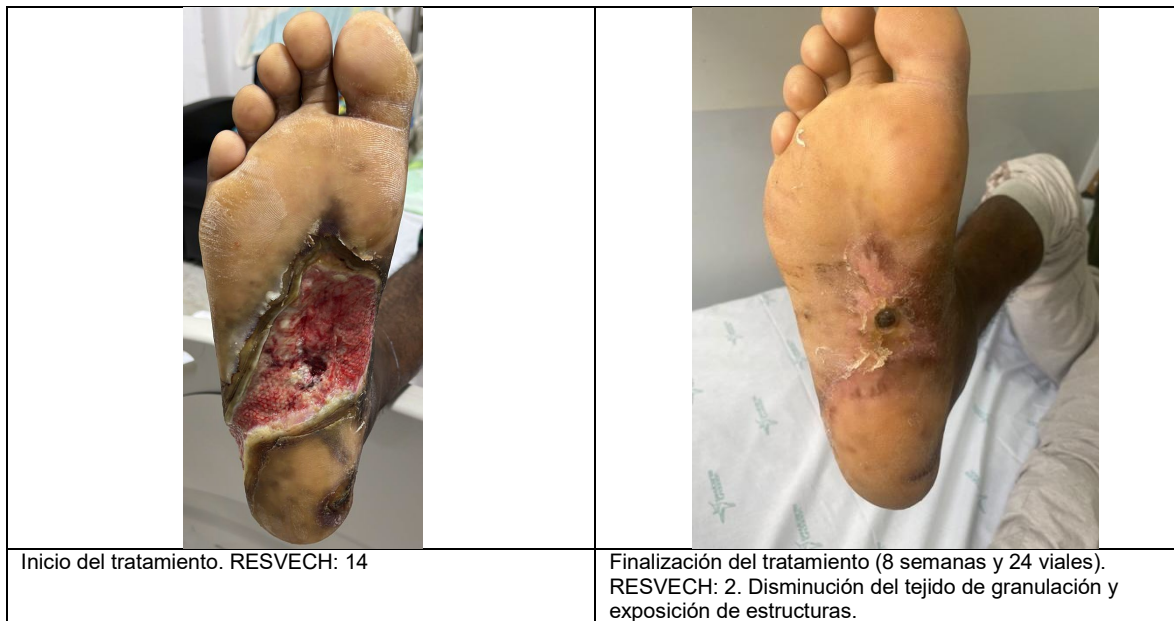 Inicio del tratamiento. RESVECH: 14
Finalización del tratamiento (8 semanas y 24 viales).
RESVECH: 2. Disminución del tejido de granulación y
exposición de estructuras.